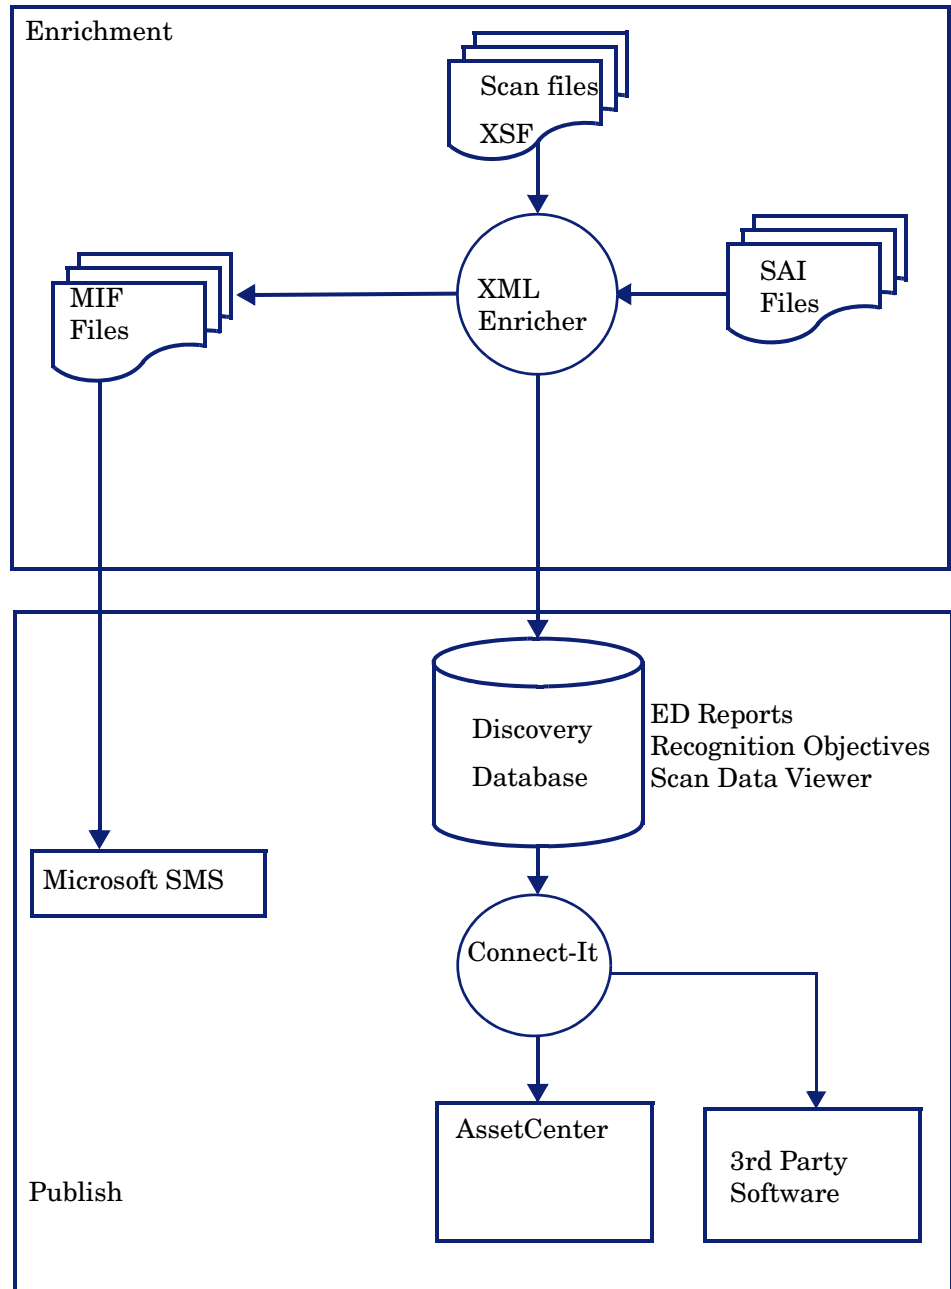 Enrichment
Scan files
XSF
MIF
Files
XML
Enricher
SAI
Files
Discovery
Database
ED Reports
Recognition Objectives
Scan Data Viewer
Microsoft SMS
Connect-It
AssetCenter
3rd Party
Software
Publish